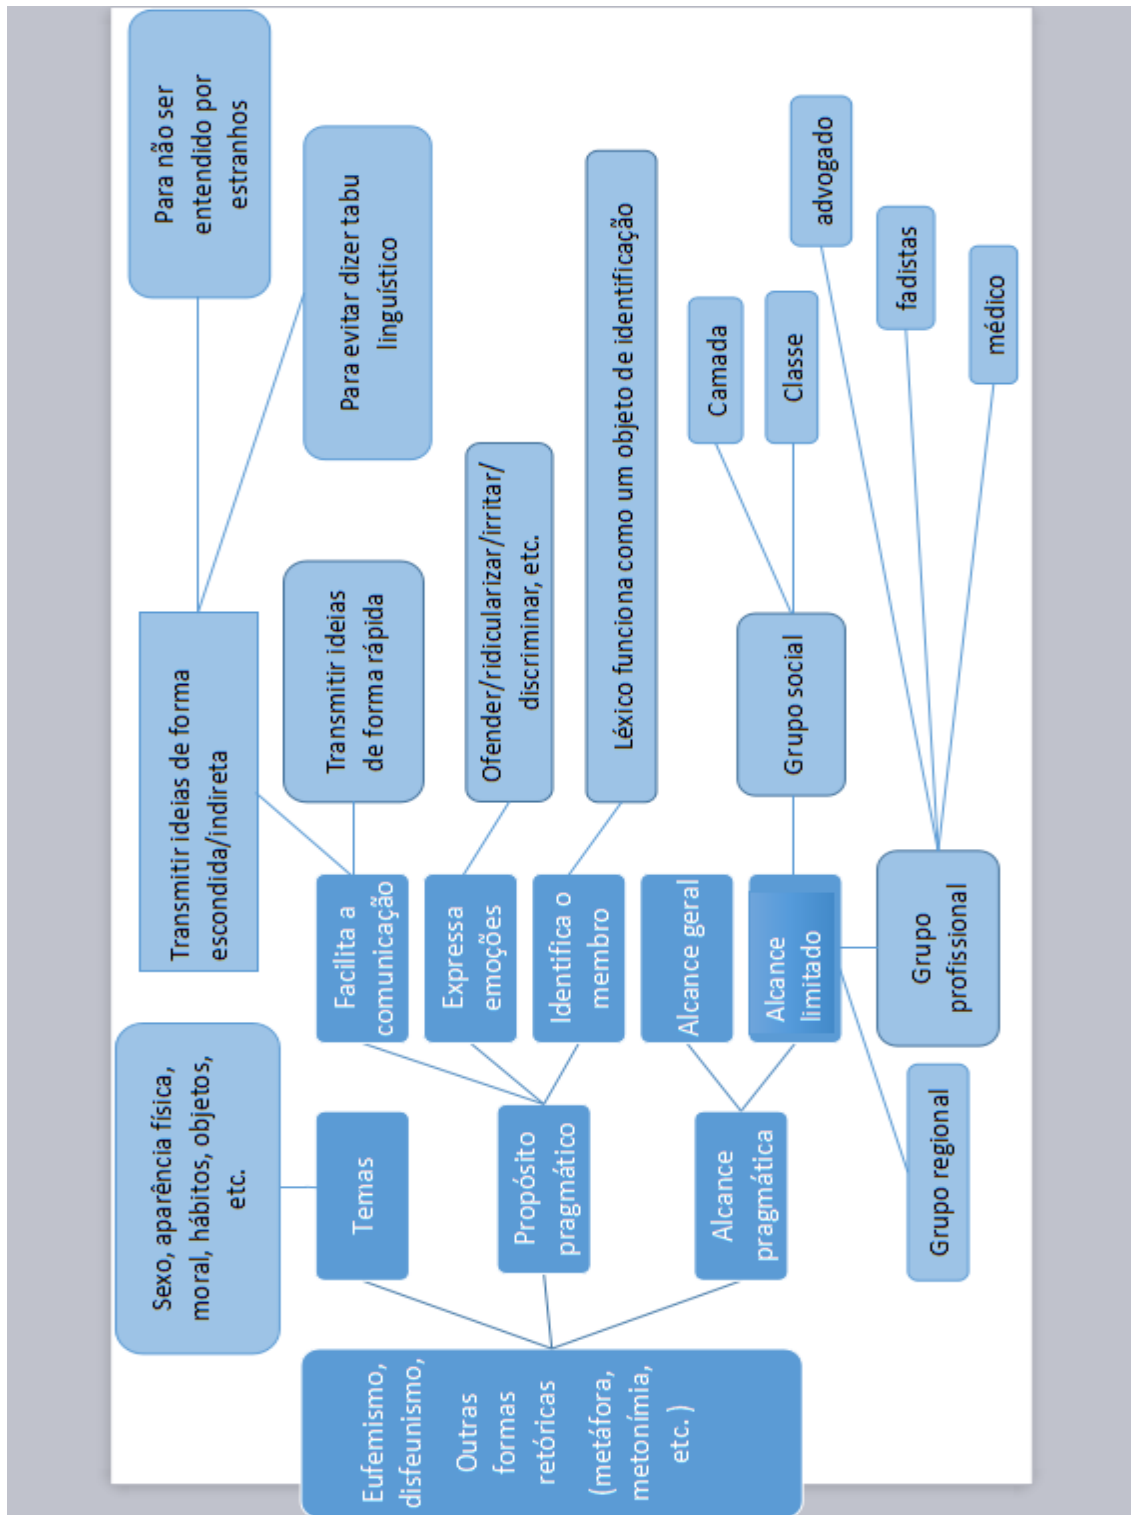 Eufemismo,
disfeunismo,
Outras
formas
retóricas
(metáfora,
metonímia,
etc. )
Temas
Sexo, aparência física,
moral, hábitos, objetos,
etc.
Propósito
pragmático
Facilita a
comunicação
Transmitir ideias de forma
escondida/indireta
Para não ser
entendido por
estranhos
Para evitar dizer tabu
linguístico
Transmitir ideias
de forma rápida
Expressa
emoções
Ofender/ridicularizar/irritar/
discriminar, etc.
Identifica o
membro
Léxico funciona como um objeto de identificação
Alcance
pragmática
Alcance geral
Alcance
limitado
Grupo social
Camada
Classe
Grupo
profissional
advogado
fadistas
médico
Grupo regional